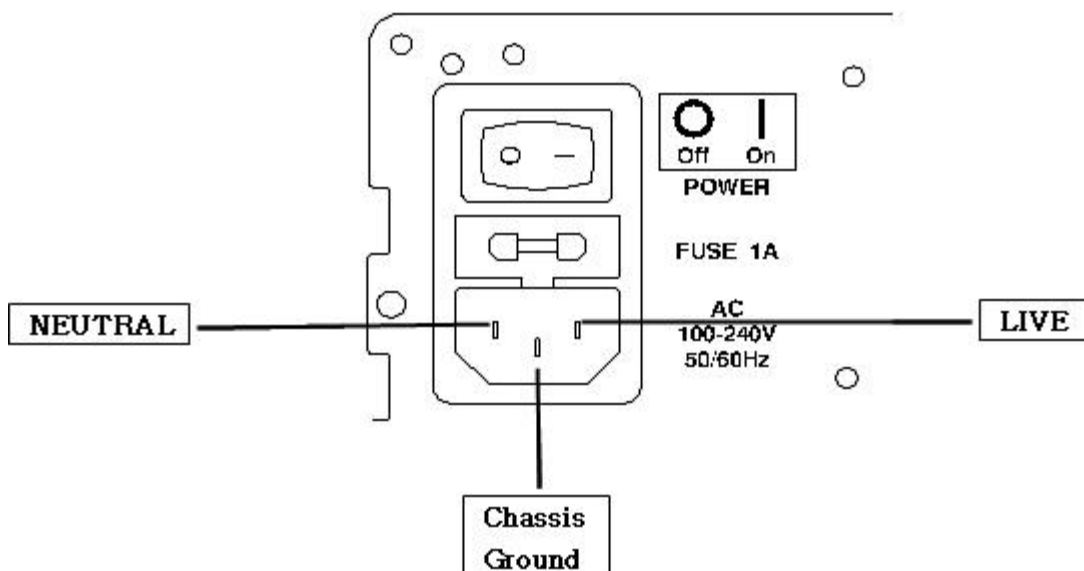 Off On
POWER
FUSE 1A
NEUTRAL
AC
100-240V
50/60Hz
LIVE
Chassis
Ground